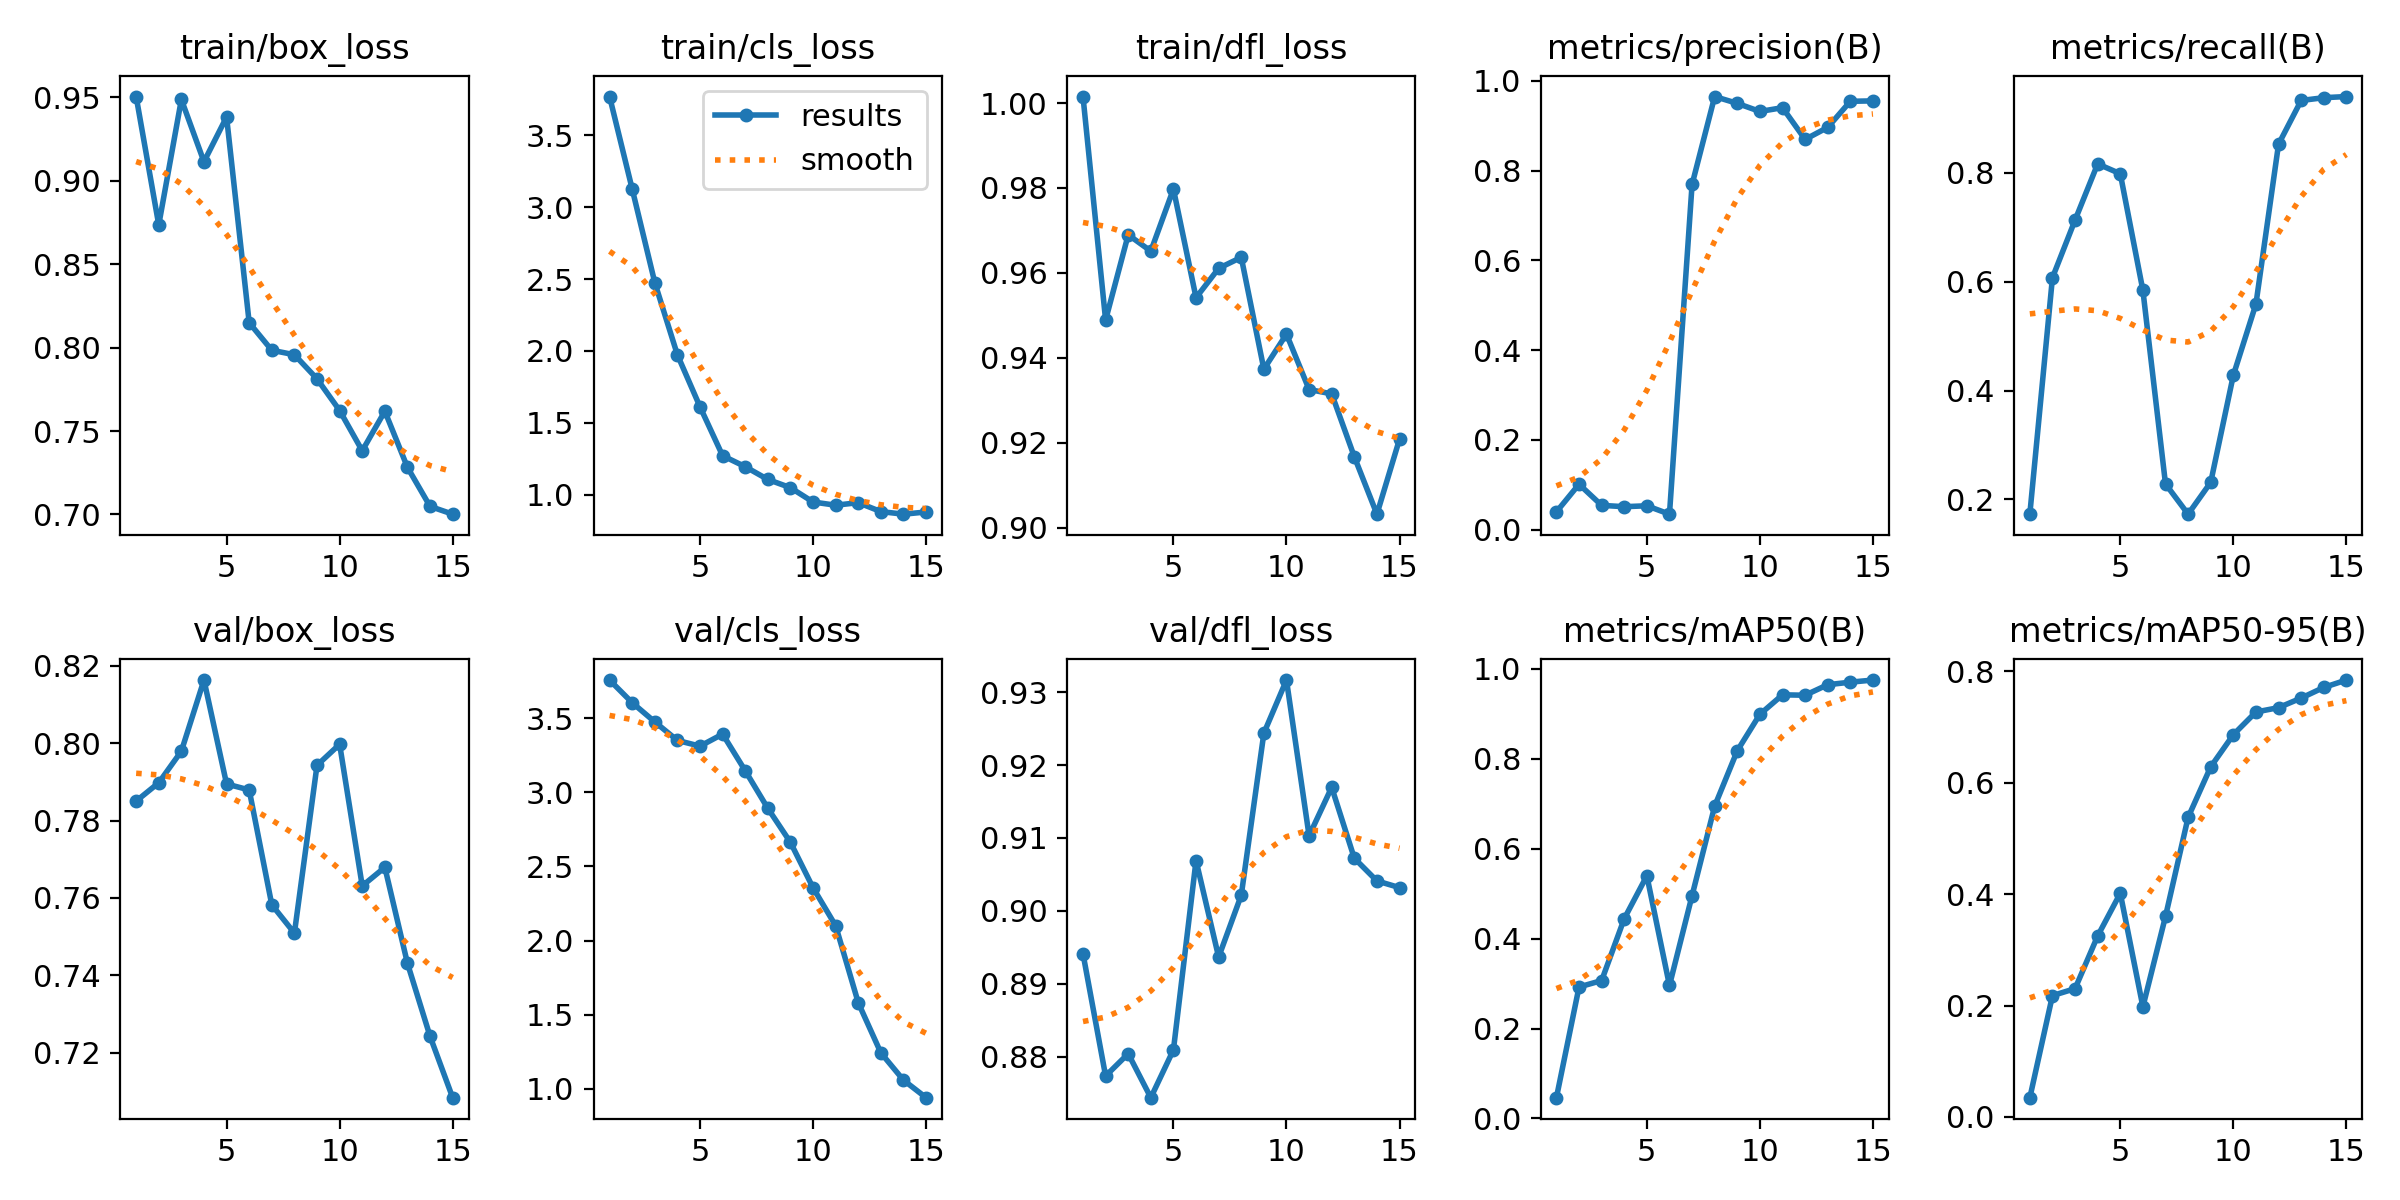 train/box_loss
0.95
0.90
0.85
0.80
0.75
0.70
5 10 15
train/cls_loss
results
smooth
3.5
3.0
2.5
2.0
1.5
1.0
5 10 15
train/dfl_loss
1.00
0.98
0.96
0.94
0.92
0.90
5 10 15
metrics/precision(B)
1.0
0.8
0.6
0.4
0.2
0.0
5 10 15
metrics/recall(B)
0.8
0.6
0.4
0.2
5 10 15
val/box_loss
0.82
0.80
0.78
0.76
0.74
0.72
5 10 15
val/cls_loss
3.5
3.0
2.5
2.0
1.5
1.0
5 10 15
val/dfl_loss
0.93
0.92
0.91
0.90
0.89
0.88
5 10 15
metrics/mAP50(B)
1.0
0.8
0.6
0.4
0.2
0.0
5 10 15
metrics/mAP50-95(B)
0.8
0.6
0.4
0.2
0.0
5 10 15